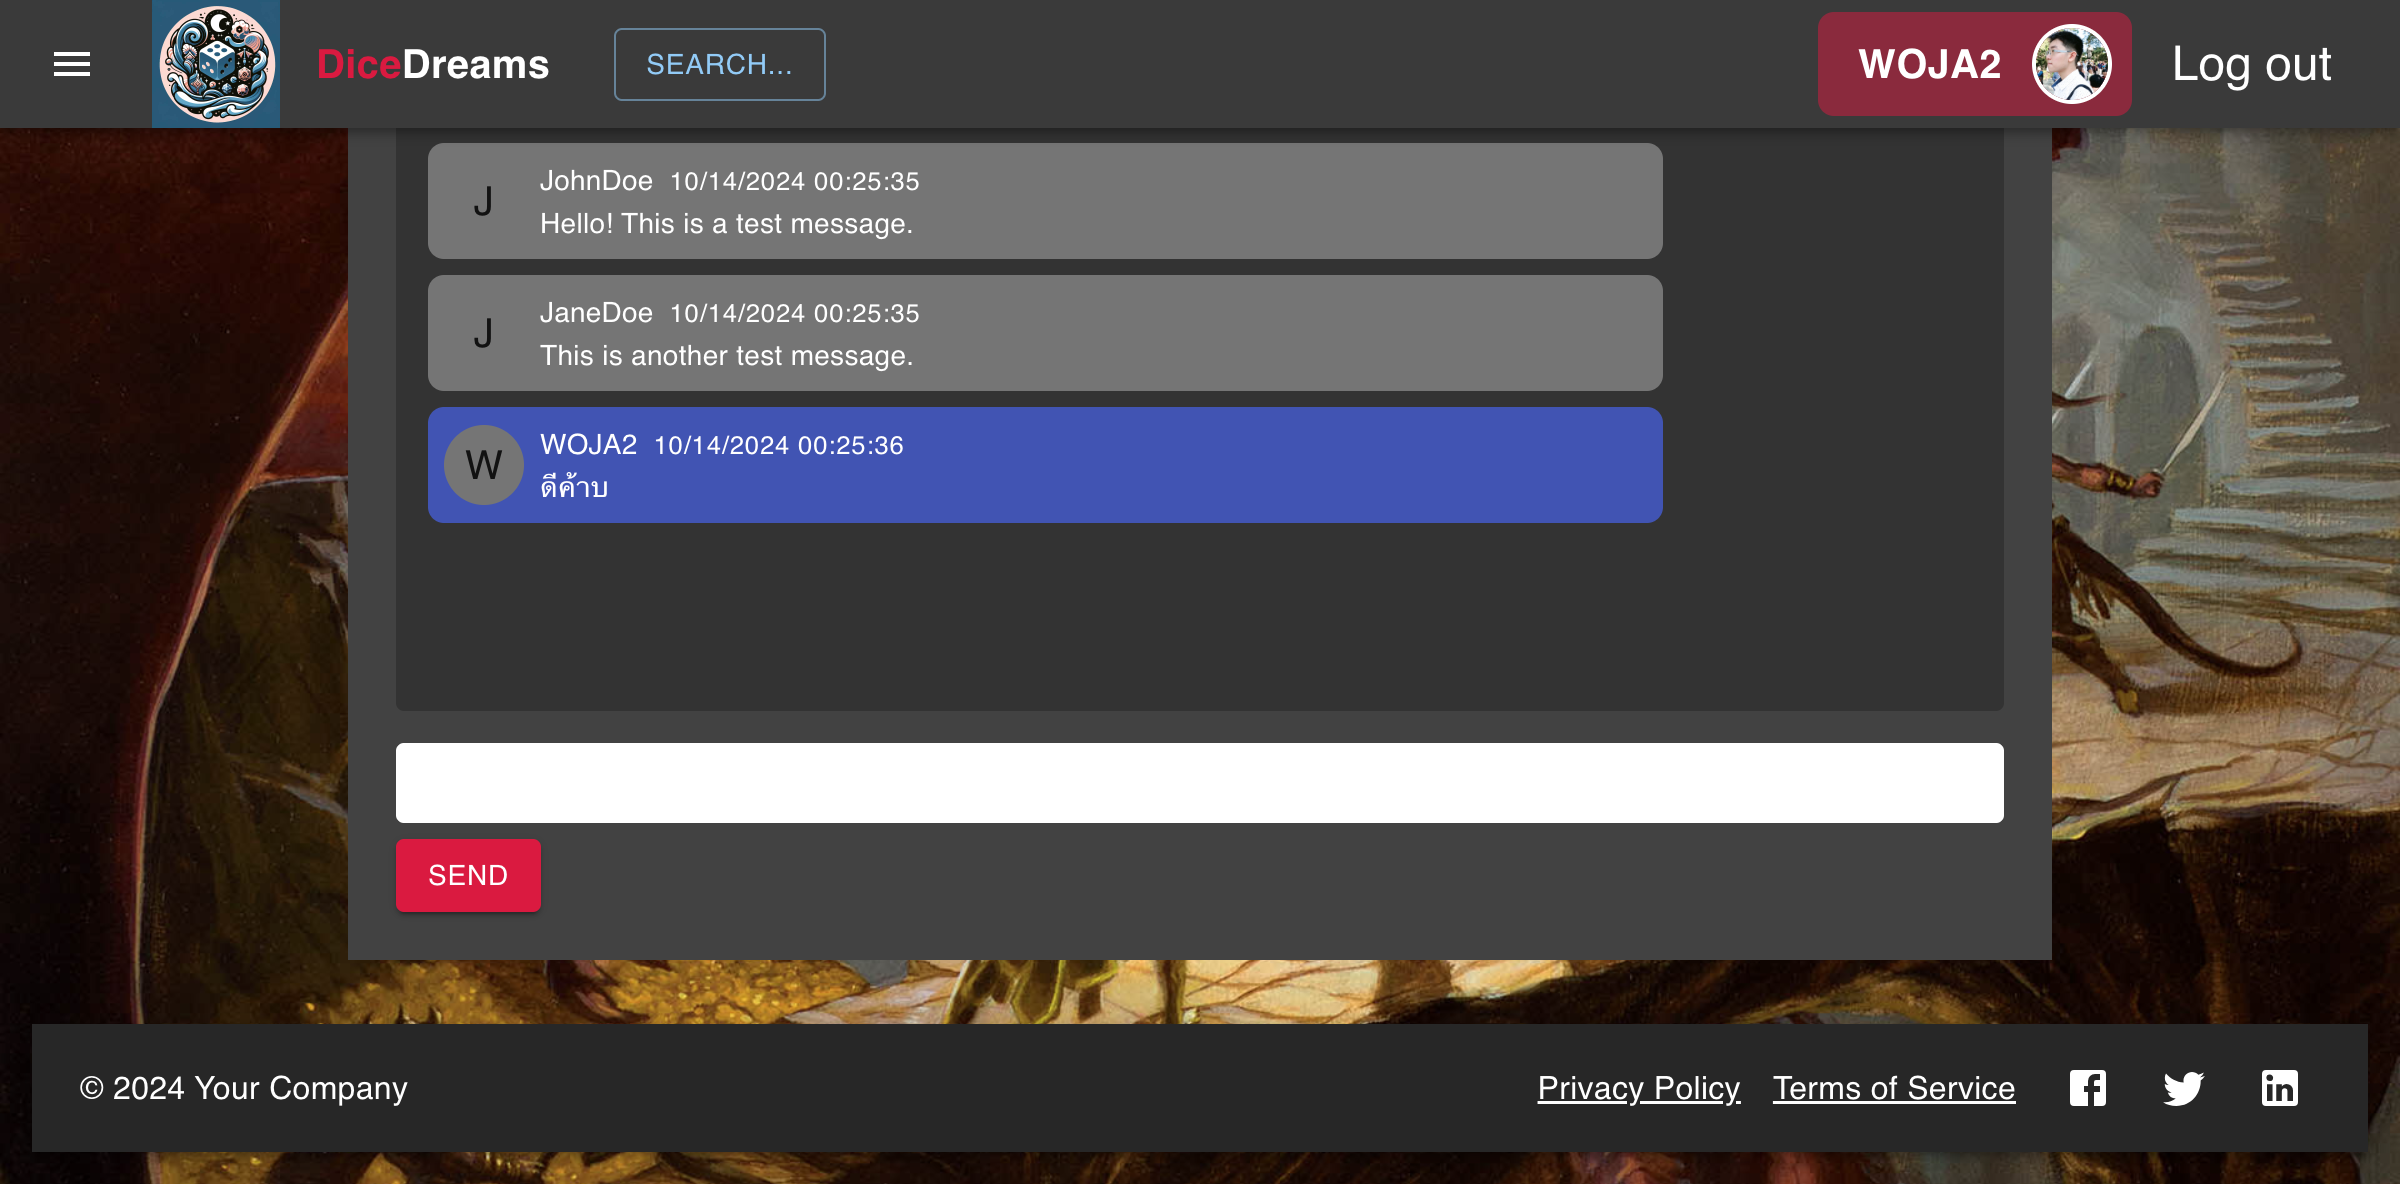 DiceDreams
SEARCH...
WOJA2
Log out
J
JohnDoe 10/14/2024 00:25:35
Hello! This is a test message.
J
JaneDoe 10/14/2024 00:25:35
This is another test message.
W
WOJA2 10/14/2024 00:25:36
ดีค้าบ
SEND
© 2024 Your Company
Privacy Policy
Terms of Service